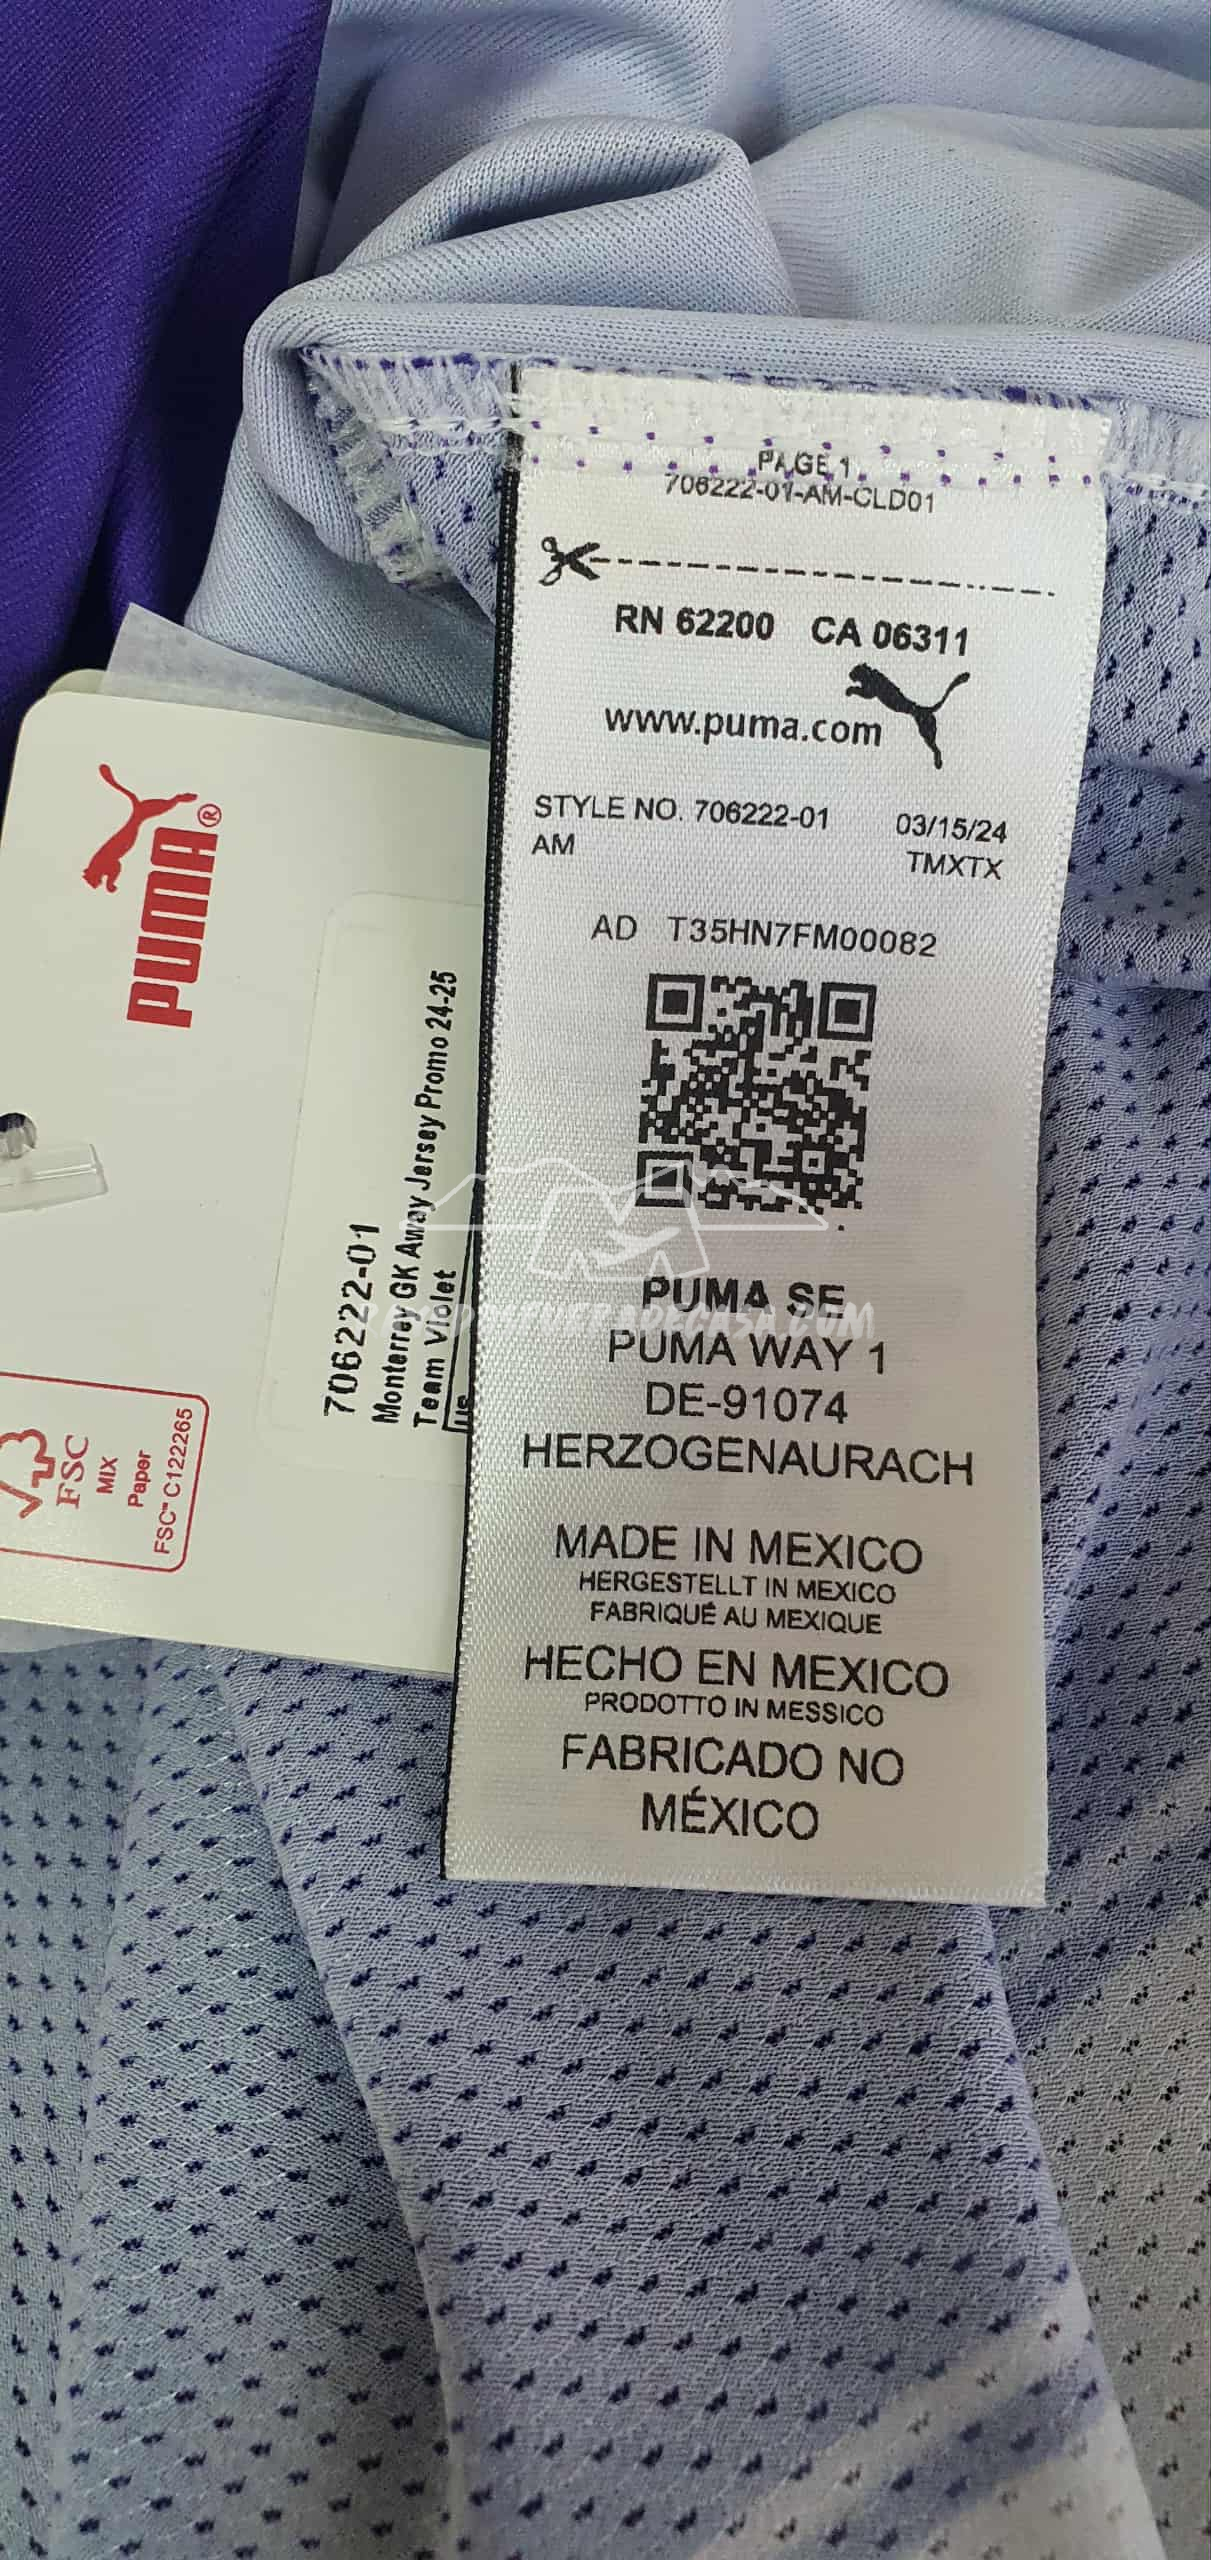 PAGE 1
706222-01-AM-CLD01
RN 62200 CA 06311
www.puma.com
STYLE NO. 706222-01 03/15/24
AM TMXTX
AD T35HN7FM00082
PUMA SE
PUMA WAY 1
DE-91074
HERZOGENAURACH
MADE IN MEXICO
HERGESTELLT IN MEXICO
FABRIQUÉ AU MEXIQUE
HECHO EN MEXICO
PRODOTTO IN MESSICO
FABRICADO NO
MÉXICO
PUMA®
706222-01
Monterrey GK Away Jersey Promo 24-25
Team Violet
US
FSC
MIX
Paper
FSC™ C122265